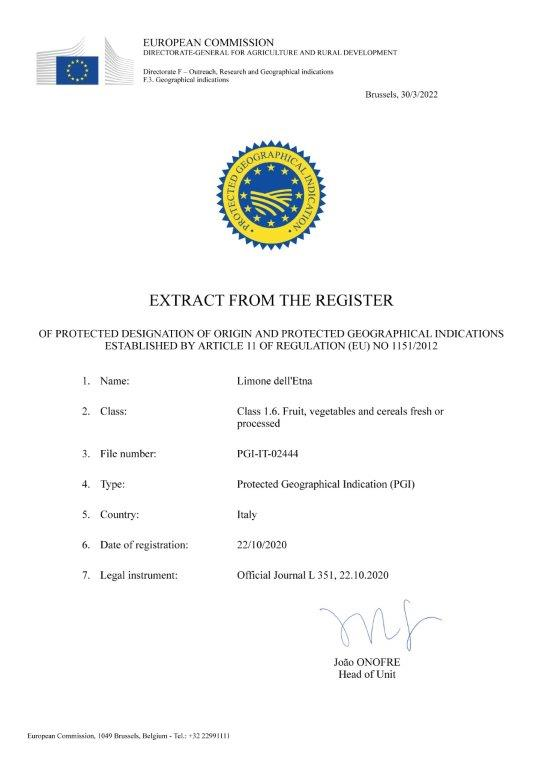 EUROPEAN COMMISSION
DIRECTORATE-GENERAL FOR AGRICULTURE AND RURAL DEVELOPMENT
Directorate F – Outreach, Research and Geographical indications
F.3. Geographical indications
Brussels, 30/3/2022
PROTECTED GEOGRAPHICAL INDICATION
EXTRACT FROM THE REGISTER
OF PROTECTED DESIGNATION OF ORIGIN AND PROTECTED GEOGRAPHICAL INDICATIONS
ESTABLISHED BY ARTICLE 11 OF REGULATION (EU) NO 1151/2012
1. Name: Limone dell'Etna
2. Class: Class 1.6. Fruit, vegetables and cereals fresh or
processed
3. File number: PGI-IT-02444
4. Type: Protected Geographical Indication (PGI)
5. Country: Italy
6. Date of registration: 22/10/2020
7. Legal instrument: Official Journal L 351, 22.10.2020
João ONOFRE
Head of Unit
European Commission, 1049 Brussels, Belgium - Tel.: +32 22991111